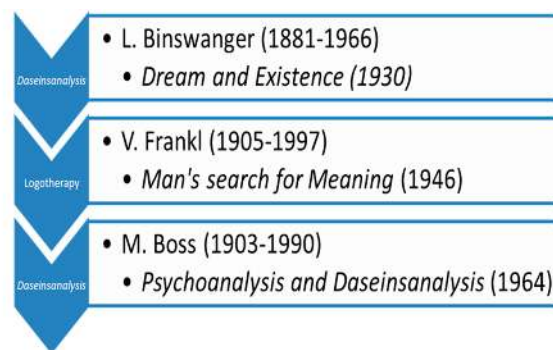 Daseinsanalysis
• L. Binswanger (1881-1966)
• Dream and Existence (1930)
Logotherapy
• V. Frankl (1905-1997)
• Man's search for Meaning (1946)
Daseinsanalysis
• M. Boss (1903-1990)
• Psychoanalysis and Daseinsanalysis (1964)